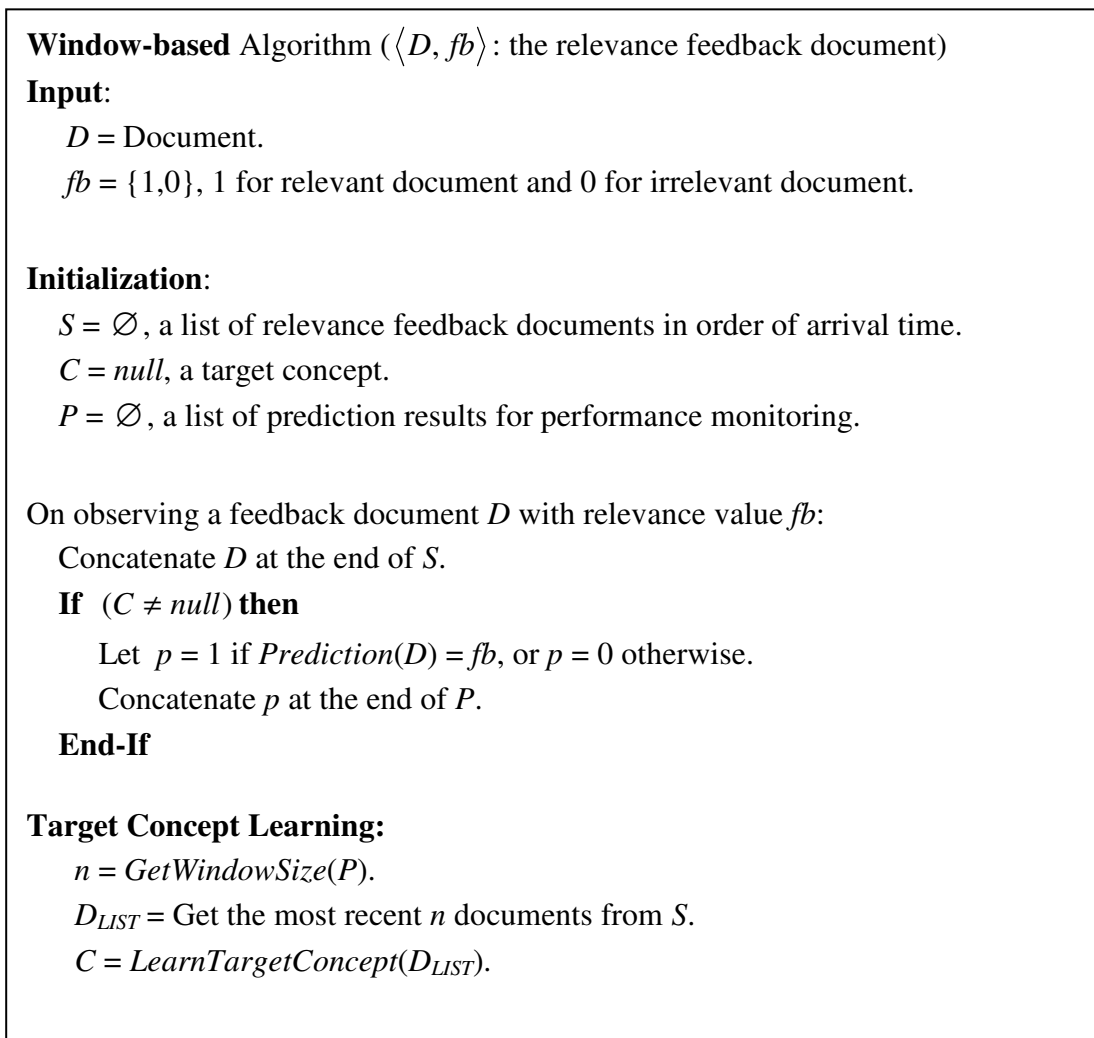 Window-based Algorithm (⟨D, fb⟩: the relevance feedback document)
Input:
D = Document.
fb = {1,0}, 1 for relevant document and 0 for irrelevant document.
Initialization:
S = ∅, a list of relevance feedback documents in order of arrival time.
C = null, a target concept.
P = ∅, a list of prediction results for performance monitoring.
On observing a feedback document D with relevance value fb:
Concatenate D at the end of S.
If (C ≠ null) then
Let p = 1 if Prediction(D) = fb, or p = 0 otherwise.
Concatenate p at the end of P.
End-If
Target Concept Learning:
n = GetWindowSize(P).
D_LIST = Get the most recent n documents from S.
C = LearnTargetConcept(D_LIST).